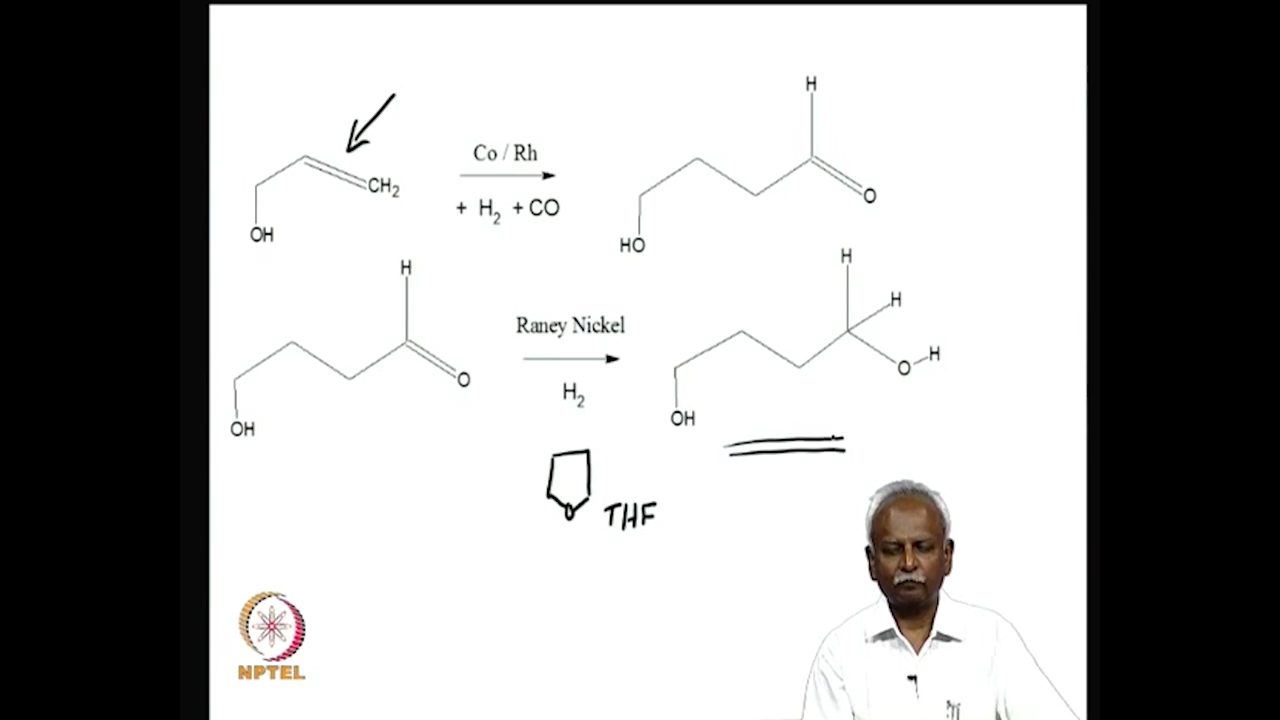 H
Co / Rh
CH2
+ H2 + CO
O
OH
HO
H
H
H
Raney Nickel
H
O
O
H2
OH
OH
O
THF
NPTEL